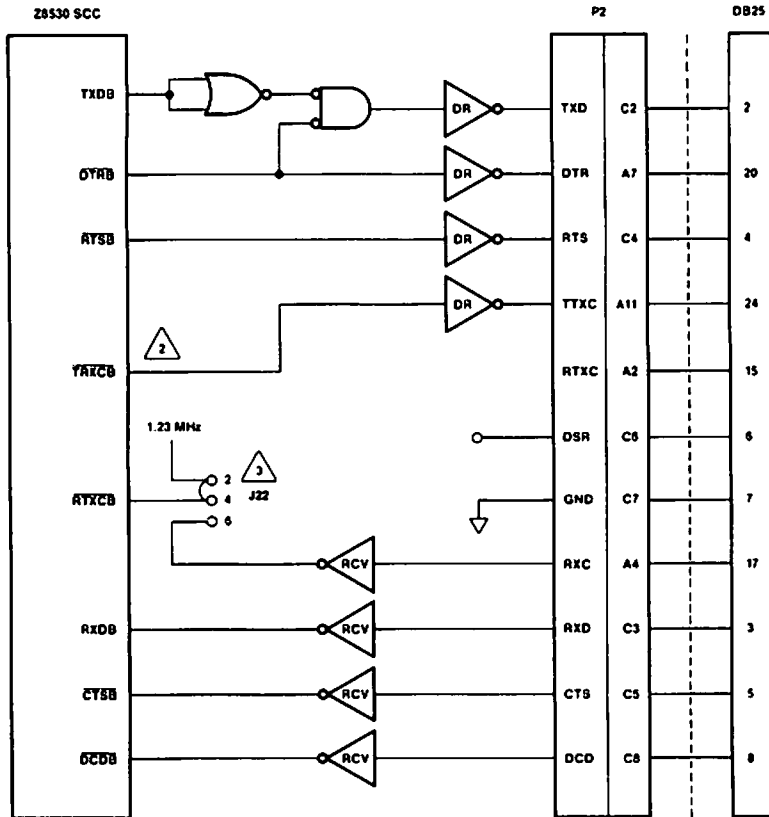 Z8530 SCC P2 DB25
TXDB DR TXD C2 2
DTRB DR DTR A7 20
RTSB DR RTS C4 4
DR TTXC A11 24
TRXCB 2 RTXC A2 15
1.23 MHz DSR C6 6
2 3
RTXCB 4 J22 GND C7 7
6
RCV RXC A4 17
RXDB RCV RXD C3 3
CTSB RCV CTS C5 5
DCDB RCV DCD C8 8